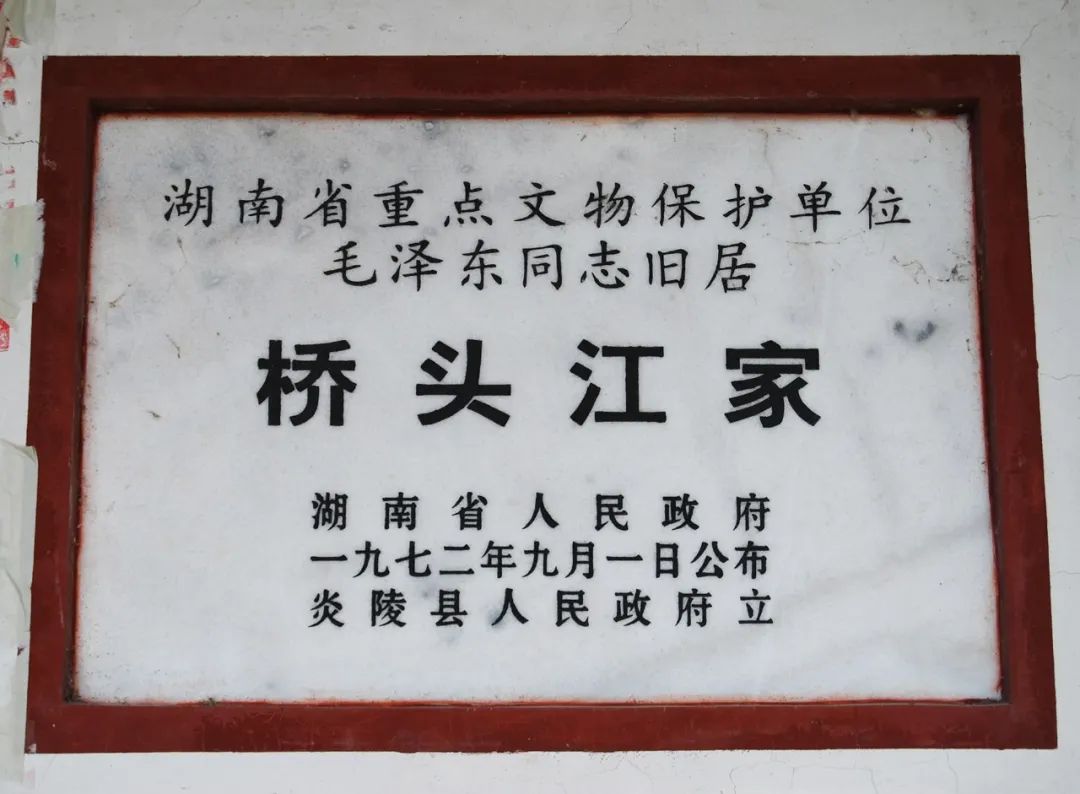 湖南省重点文物保护单位
毛泽东同志旧居
桥头江家
湖南省人民政府
一九七二年九月一日公布
炎陵县人民政府立